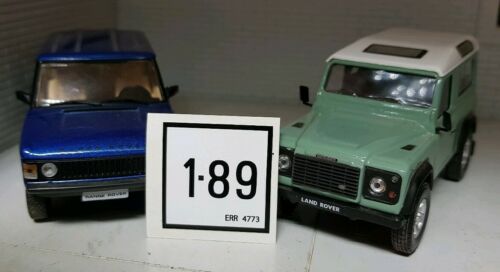 RANGE ROVER
1·89
ERR 4773
LAND ROVER